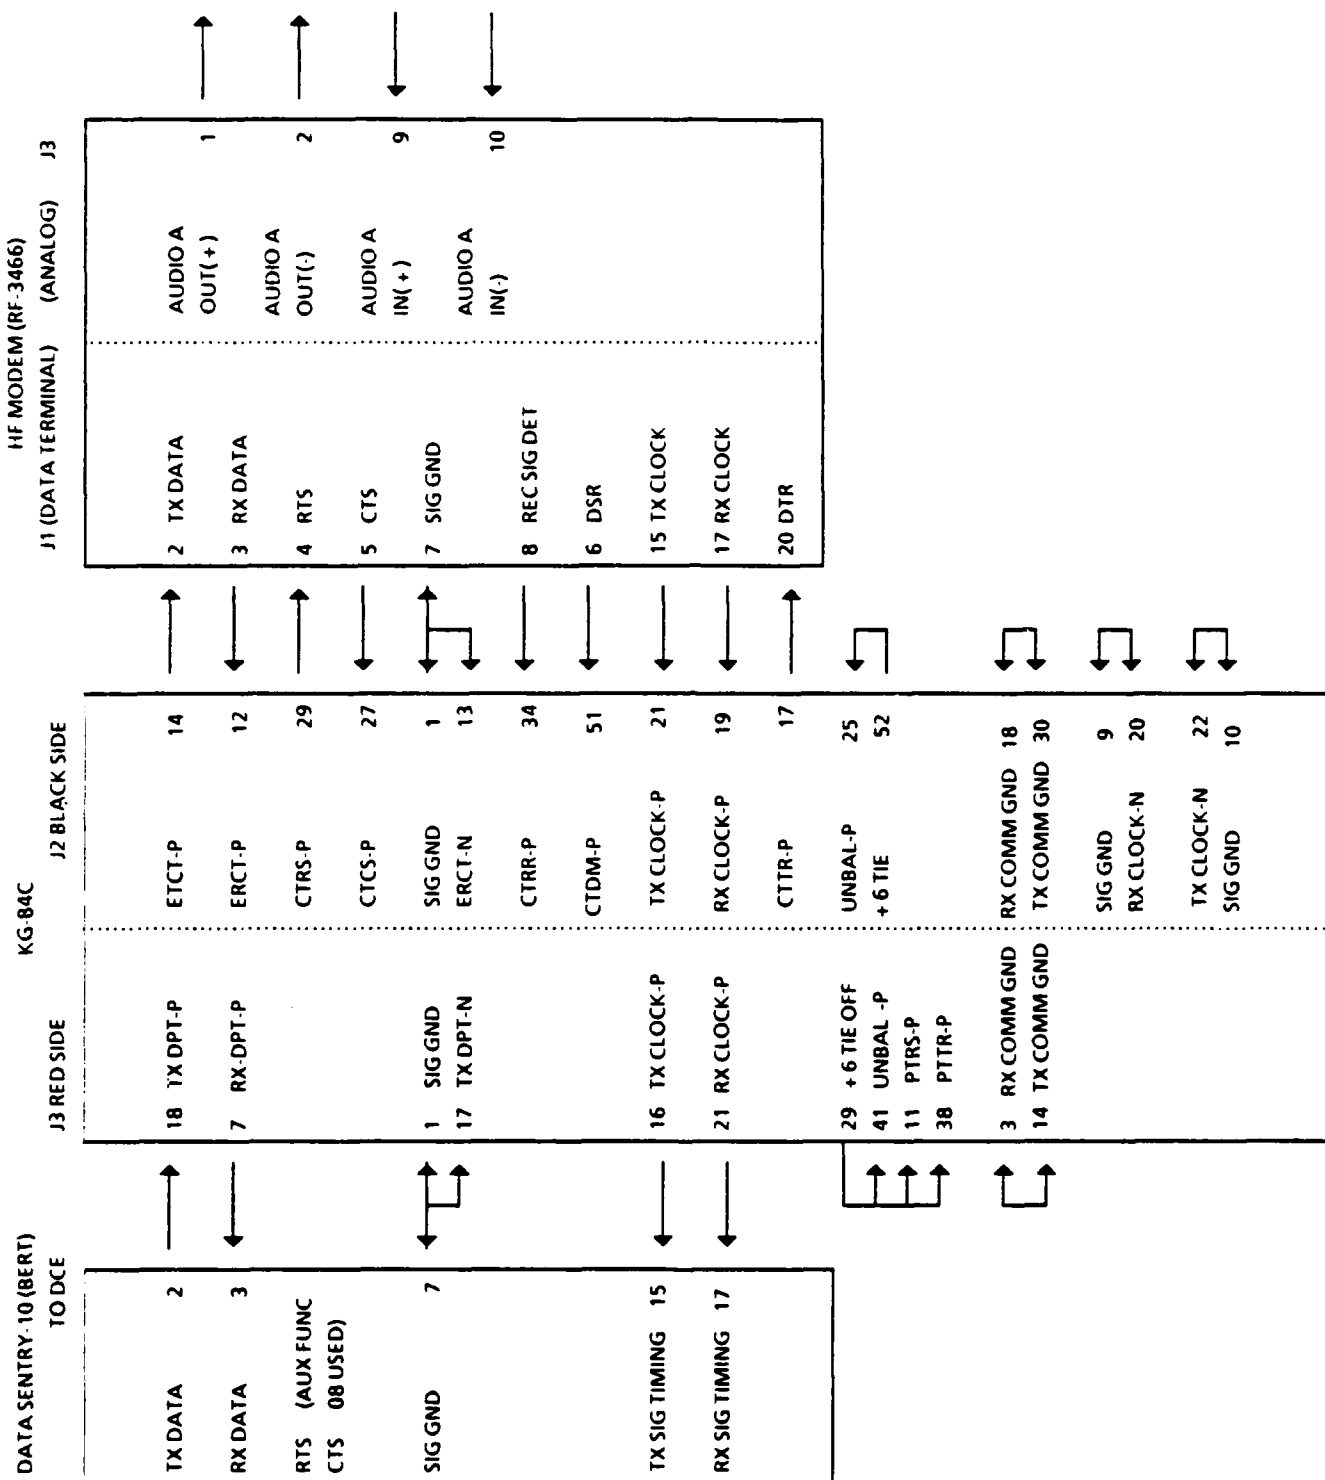 DATA SENTRY-10 (BERT)
TO DCE
TX DATA 2
RX DATA 3
RTS (AUX FUNC
CTS 08 USED)
SIG GND 7
TX SIG TIMING 15
RX SIG TIMING 17
KG-84C
J3 RED SIDE J2 BLACK SIDE
18 TX DPT-P ETCT-P 14
7 RX-DPT-P ERCT-P 12
CTRS-P 29
CTCS-P 27
1 SIG GND SIG GND 1
17 TX DPT-N ERCT-N 13
CTRR-P 34
CTDM-P 51
16 TX CLOCK-P TX CLOCK-P 21
21 RX CLOCK-P RX CLOCK-P 19
CTTR-P 17
29 + 6 TIE OFF UNBAL-P 25
41 UNBAL -P + 6 TIE 52
11 PTRS-P
38 PTTR-P
3 RX COMM GND RX COMM GND 18
14 TX COMM GND TX COMM GND 30
SIG GND 9
RX CLOCK-N 20
TX CLOCK-N 22
SIG GND 10
HF MODEM (RF-3466)
J1 (DATA TERMINAL) (ANALOG) J3
2 TX DATA
3 RX DATA
4 RTS
5 CTS
7 SIG GND
8 REC SIG DET
6 DSR
15 TX CLOCK
17 RX CLOCK
20 DTR
AUDIO A
OUT(+) 1
AUDIO A
OUT(-) 2
AUDIO A
IN(+) 9
AUDIO A
IN(-) 10